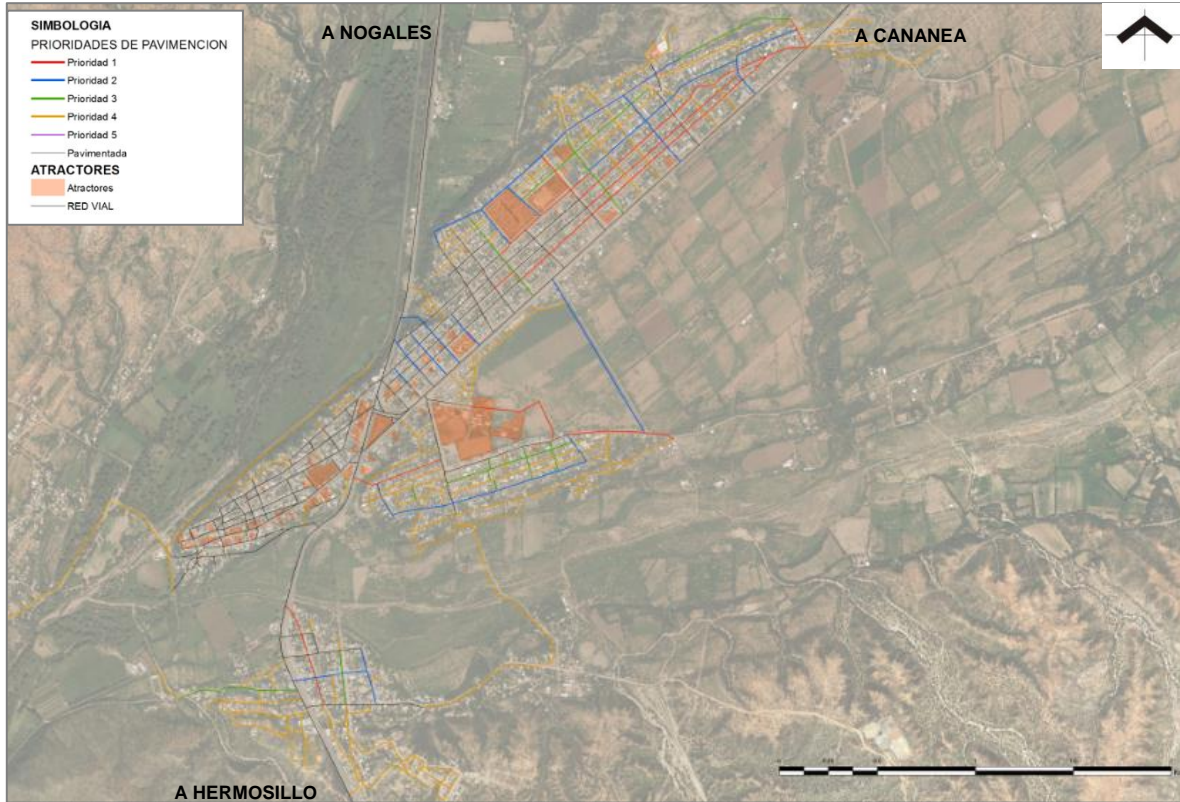 SIMBOLOGIA
PRIORIDADES DE PAVIMENCION
Prioridad 1
Prioridad 2
Prioridad 3
Prioridad 4
Prioridad 5
Pavimentada
ATRACTORES
Atractores
RED VIAL
A NOGALES
A CANANEA
A HERMOSILLO